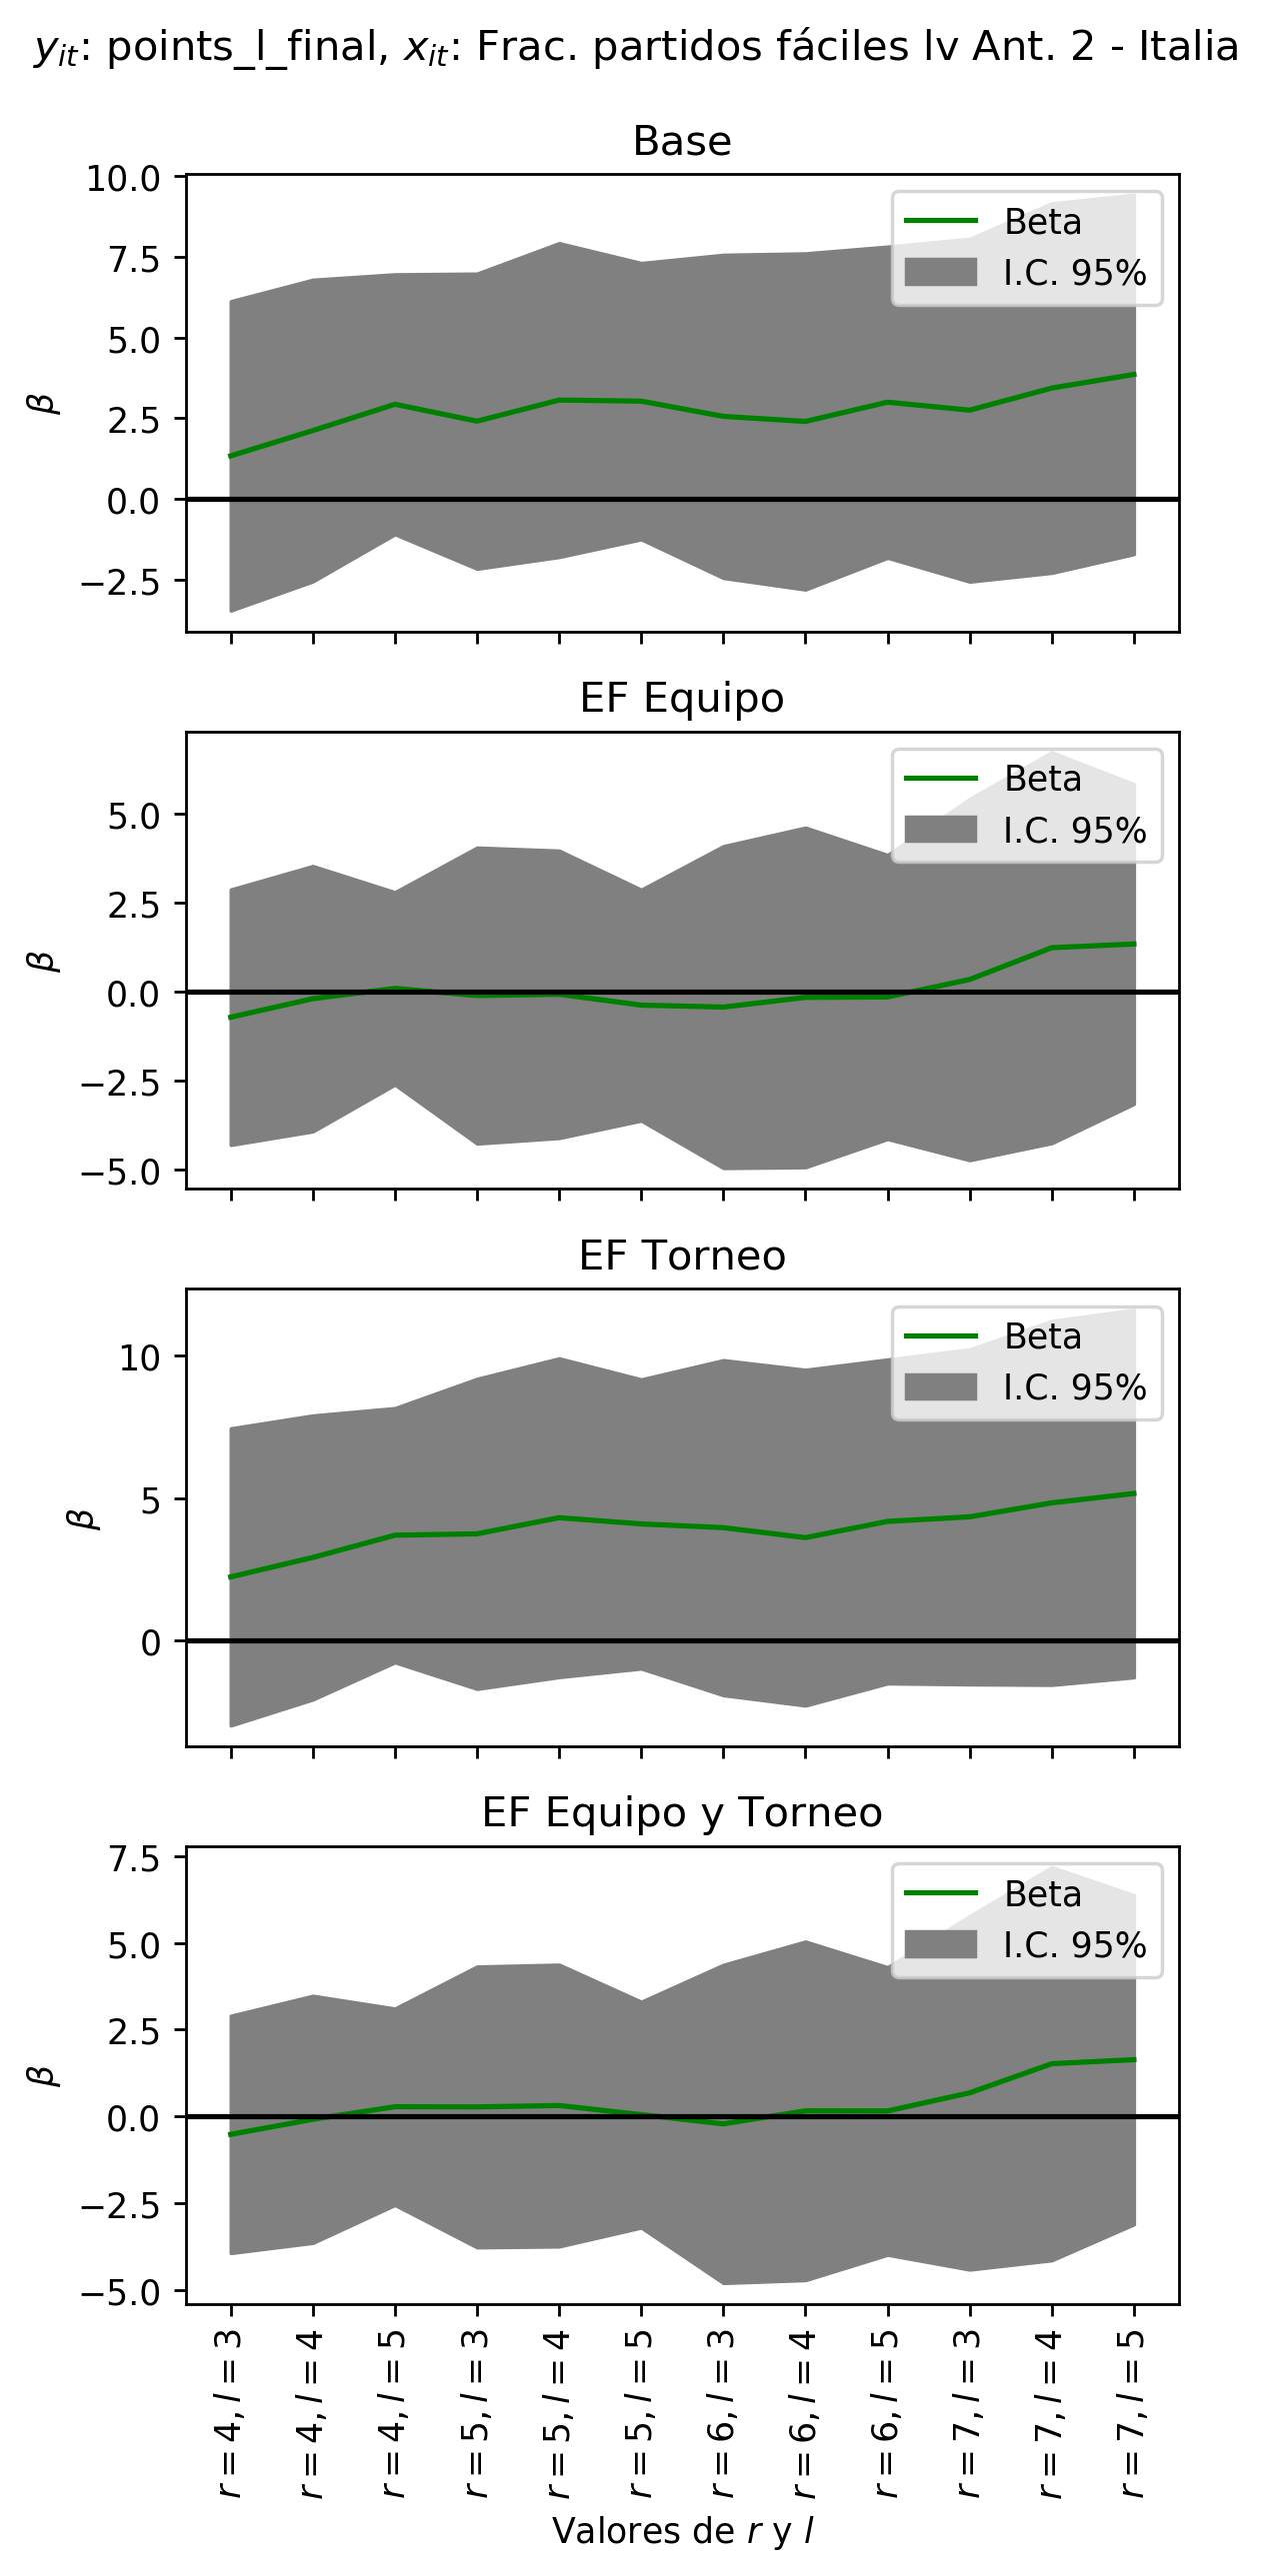 y_it: points_l_final, x_it: Frac. partidos fáciles lv Ant. 2 - Italia
Base
10.0
7.5
5.0
2.5
0.0
−2.5
β
Beta
I.C. 95%
EF Equipo
5.0
2.5
0.0
−2.5
−5.0
β
Beta
I.C. 95%
EF Torneo
10
5
0
β
Beta
I.C. 95%
EF Equipo y Torneo
7.5
5.0
2.5
0.0
−2.5
−5.0
β
Beta
I.C. 95%
r = 4, l = 3
r = 4, l = 4
r = 4, l = 5
r = 5, l = 3
r = 5, l = 4
r = 5, l = 5
r = 6, l = 3
r = 6, l = 4
r = 6, l = 5
r = 7, l = 3
r = 7, l = 4
r = 7, l = 5
Valores de r y l